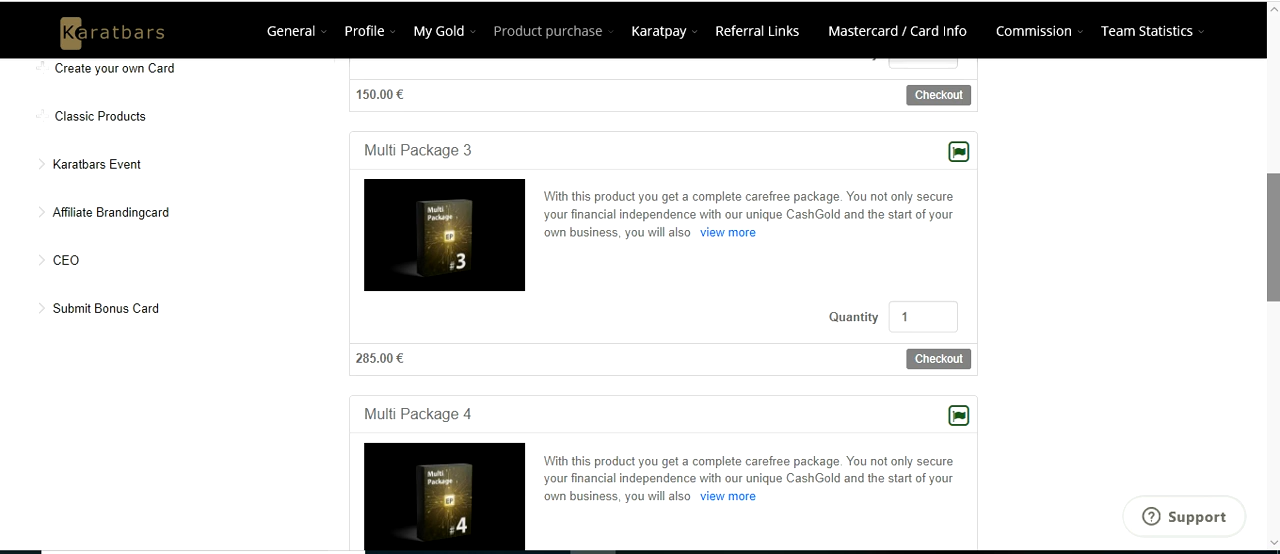 Karatbars
General
Profile
My Gold
Product purchase
Karatpay
Referral Links
Mastercard / Card Info
Commission
Team Statistics
Create your own Card
Classic Products
Karatbars Event
Affiliate Brandingcard
CEO
Submit Bonus Card
150.00 €
Checkout
Multi Package 3
Multi
Package
EP
#3
With this product you get a complete carefree package. You not only secure
your financial independence with our unique CashGold and the start of your
own business, you will also view more
Quantity 1
285.00 €
Checkout
Multi Package 4
Multi
Package
EP
#4
With this product you get a complete carefree package. You not only secure
your financial independence with our unique CashGold and the start of your
own business, you will also view more
Support